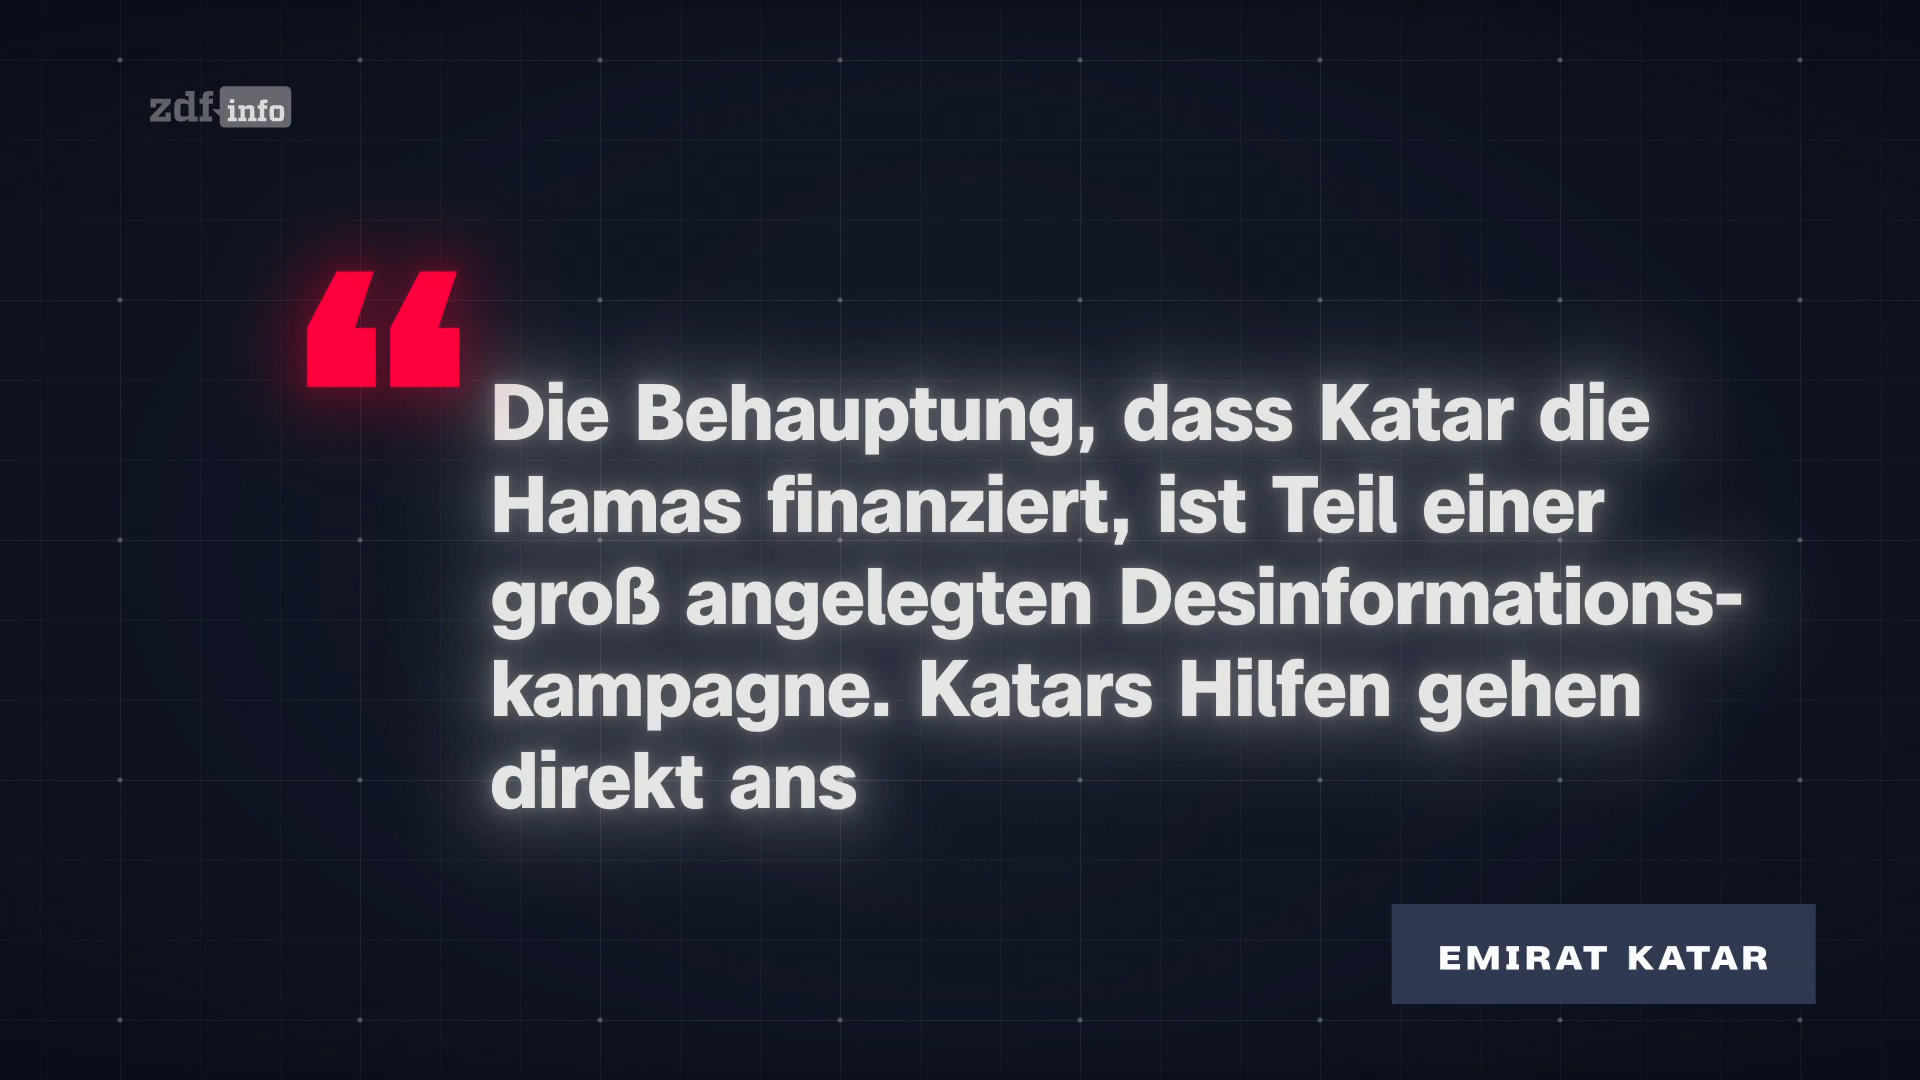 zdf info
“
Die Behauptung, dass Katar die
Hamas finanziert, ist Teil einer
groß angelegten Desinformations-
kampagne. Katars Hilfen gehen
direkt ans
EMIRAT KATAR